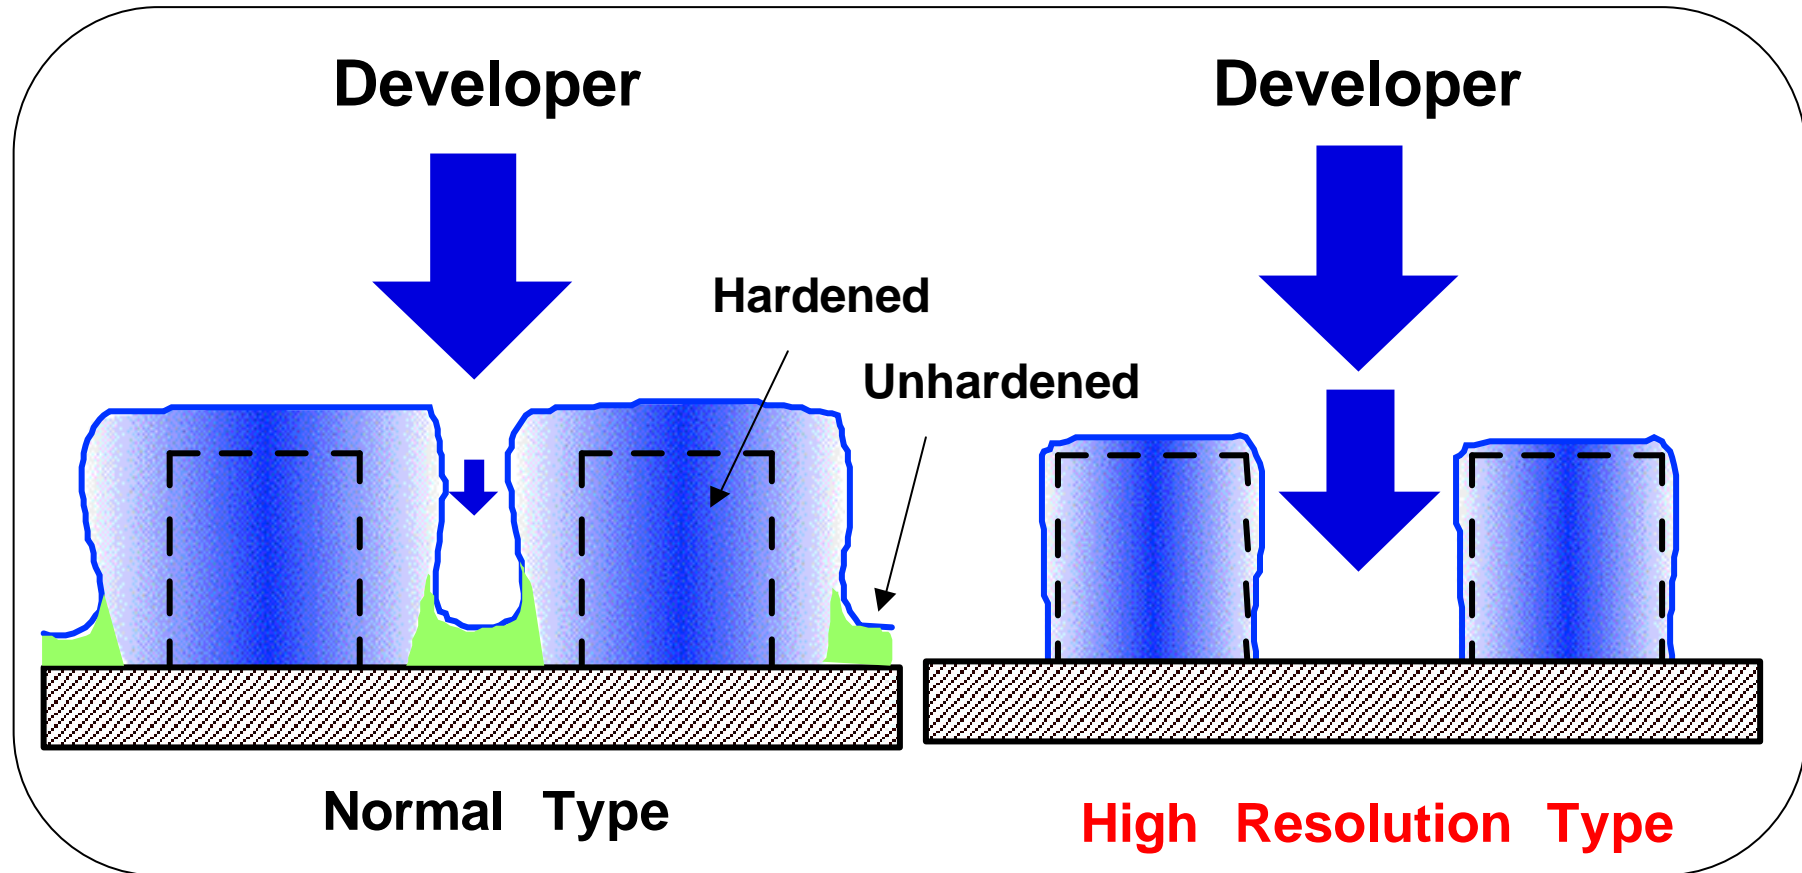 Developer
Developer
Hardened
Unhardened
Normal Type
High Resolution Type